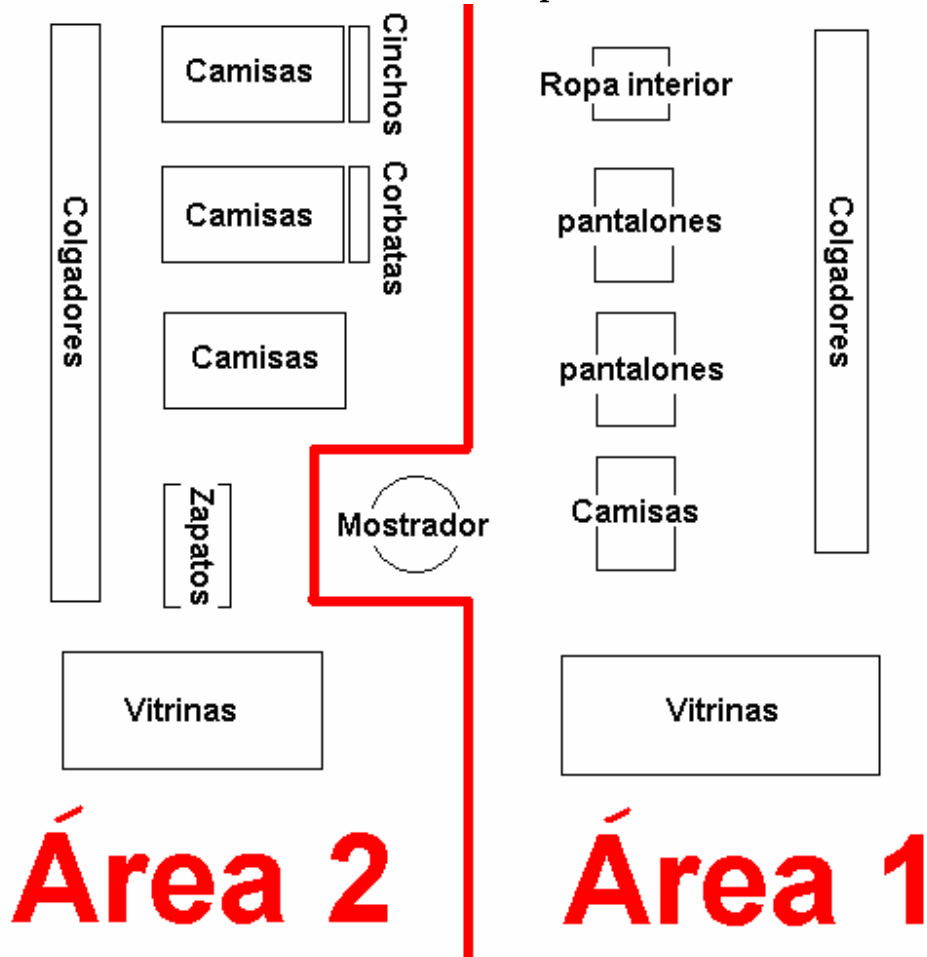 Camisas
Cinchos
Ropa interior
Camisas
Corbatas
pantalones
Colgadores
Colgadores
Camisas
pantalones
Zapatos
Mostrador
Camisas
Vitrinas
Vitrinas
Área 2
Área 1